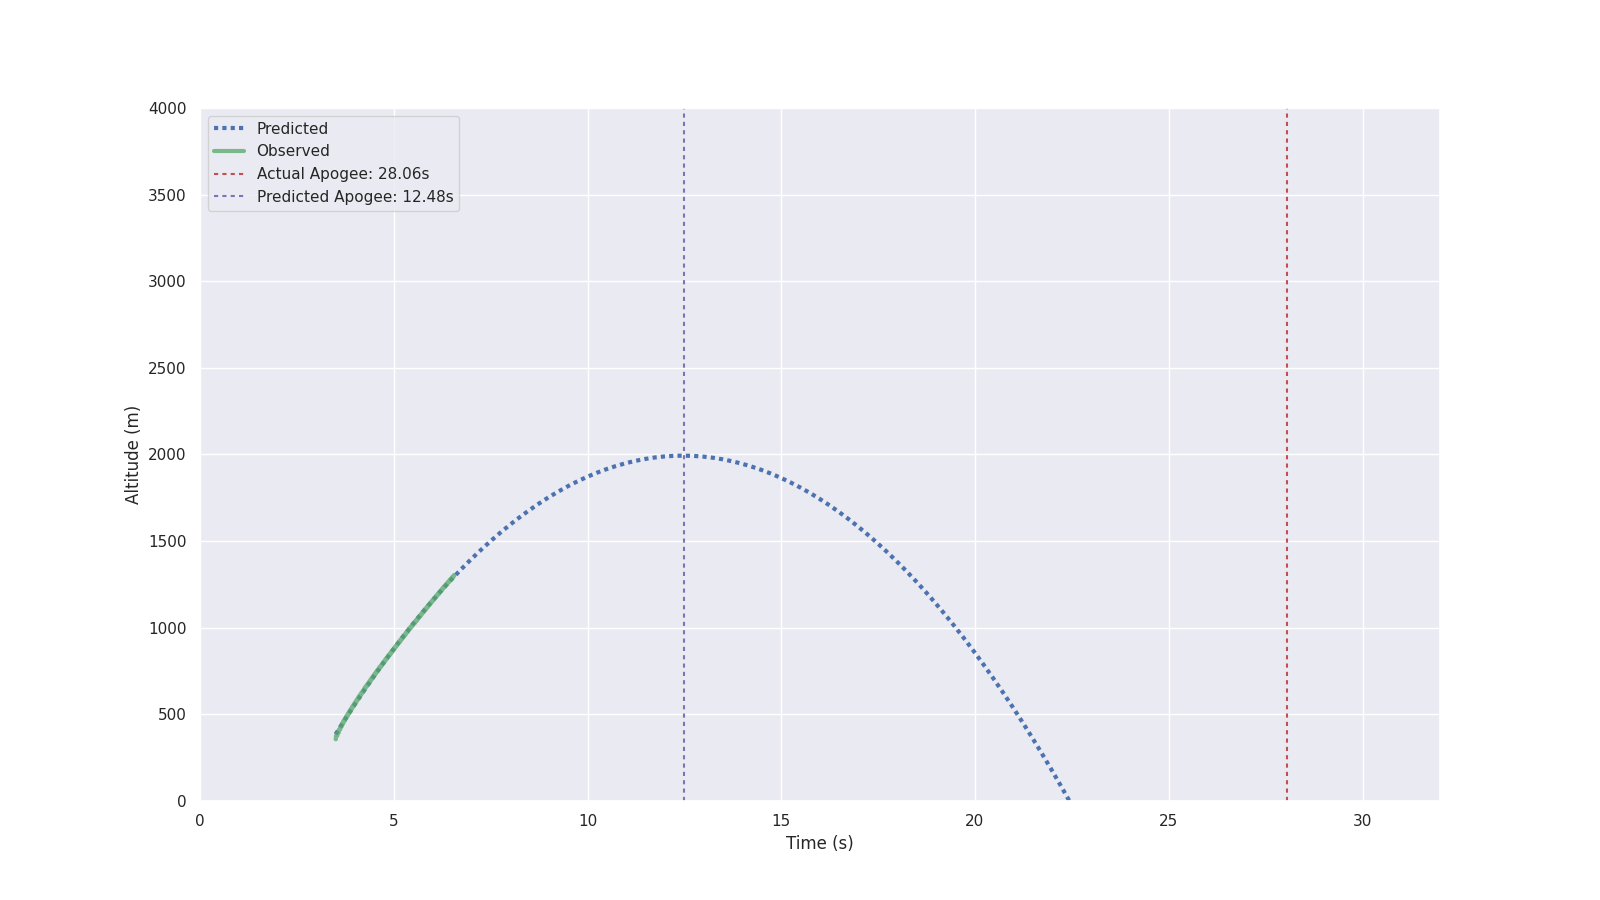 4000
3500
3000
2500
2000
1500
1000
500
0
Altitude (m)
Predicted
Observed
Actual Apogee: 28.06s
Predicted Apogee: 12.48s
0 5 10 15 20 25 30
Time (s)